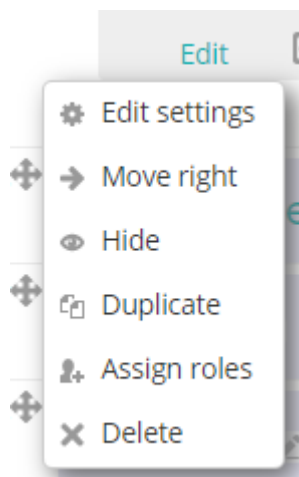 Edit
Edit settings
Move right
Hide
Duplicate
Assign roles
Delete